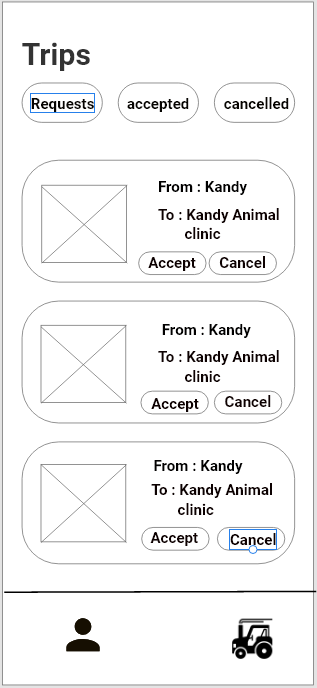 Trips
Requests accepted cancelled
From : Kandy
To : Kandy Animal
clinic
Accept Cancel
From : Kandy
To : Kandy Animal
clinic
Accept Cancel
From : Kandy
To : Kandy Animal
clinic
Accept Cancel